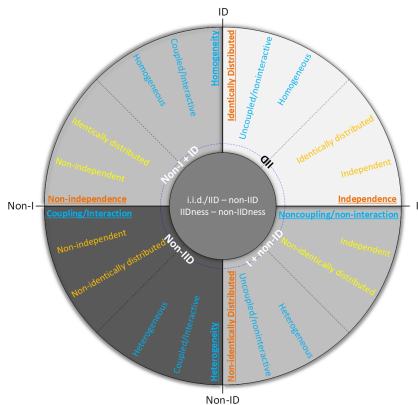 ID
Homogeneous
Coupled/interactive
Homogeneity
Identically distributed
Non-independent
Non-independence
Non-I + ID
Identically Distributed
Uncoupled/noninteractive
Homogeneous
Identically distributed
Independent
Independence
IID
Non-I
I
i.i.d./IID – non-IID
IIDness – non-IIDness
Coupling/Interaction
Non-independent
Non-identically distributed
Heterogeneous
Coupled/interactive
Heterogeneity
Non-IID
Noncoupling/non-interaction
Independent
Non-identically distributed
Heterogeneous
Uncoupled/noninteractive
Non-identically Distributed
I + non-ID
Non-ID